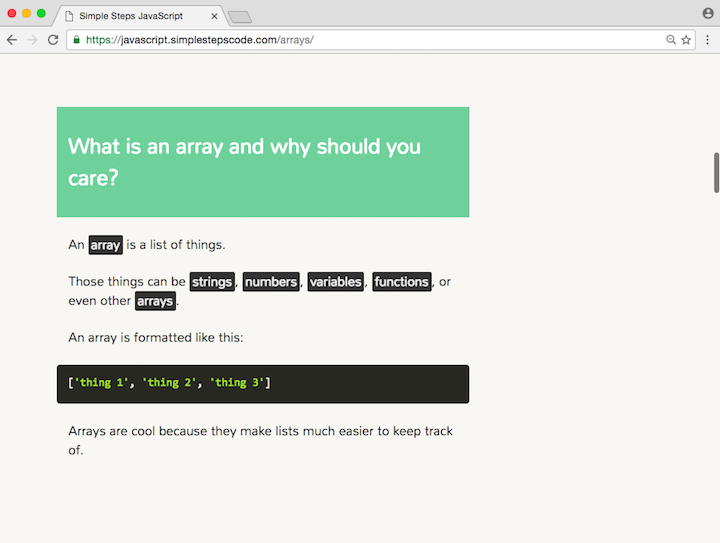 Simple Steps JavaScript
https://javascript.simplestepscode.com/arrays/
What is an array and why should you
care?
An array is a list of things.
Those things can be strings, numbers, variables, functions, or
even other arrays.
An array is formatted like this:
['thing 1', 'thing 2', 'thing 3']
Arrays are cool because they make lists much easier to keep track
of.